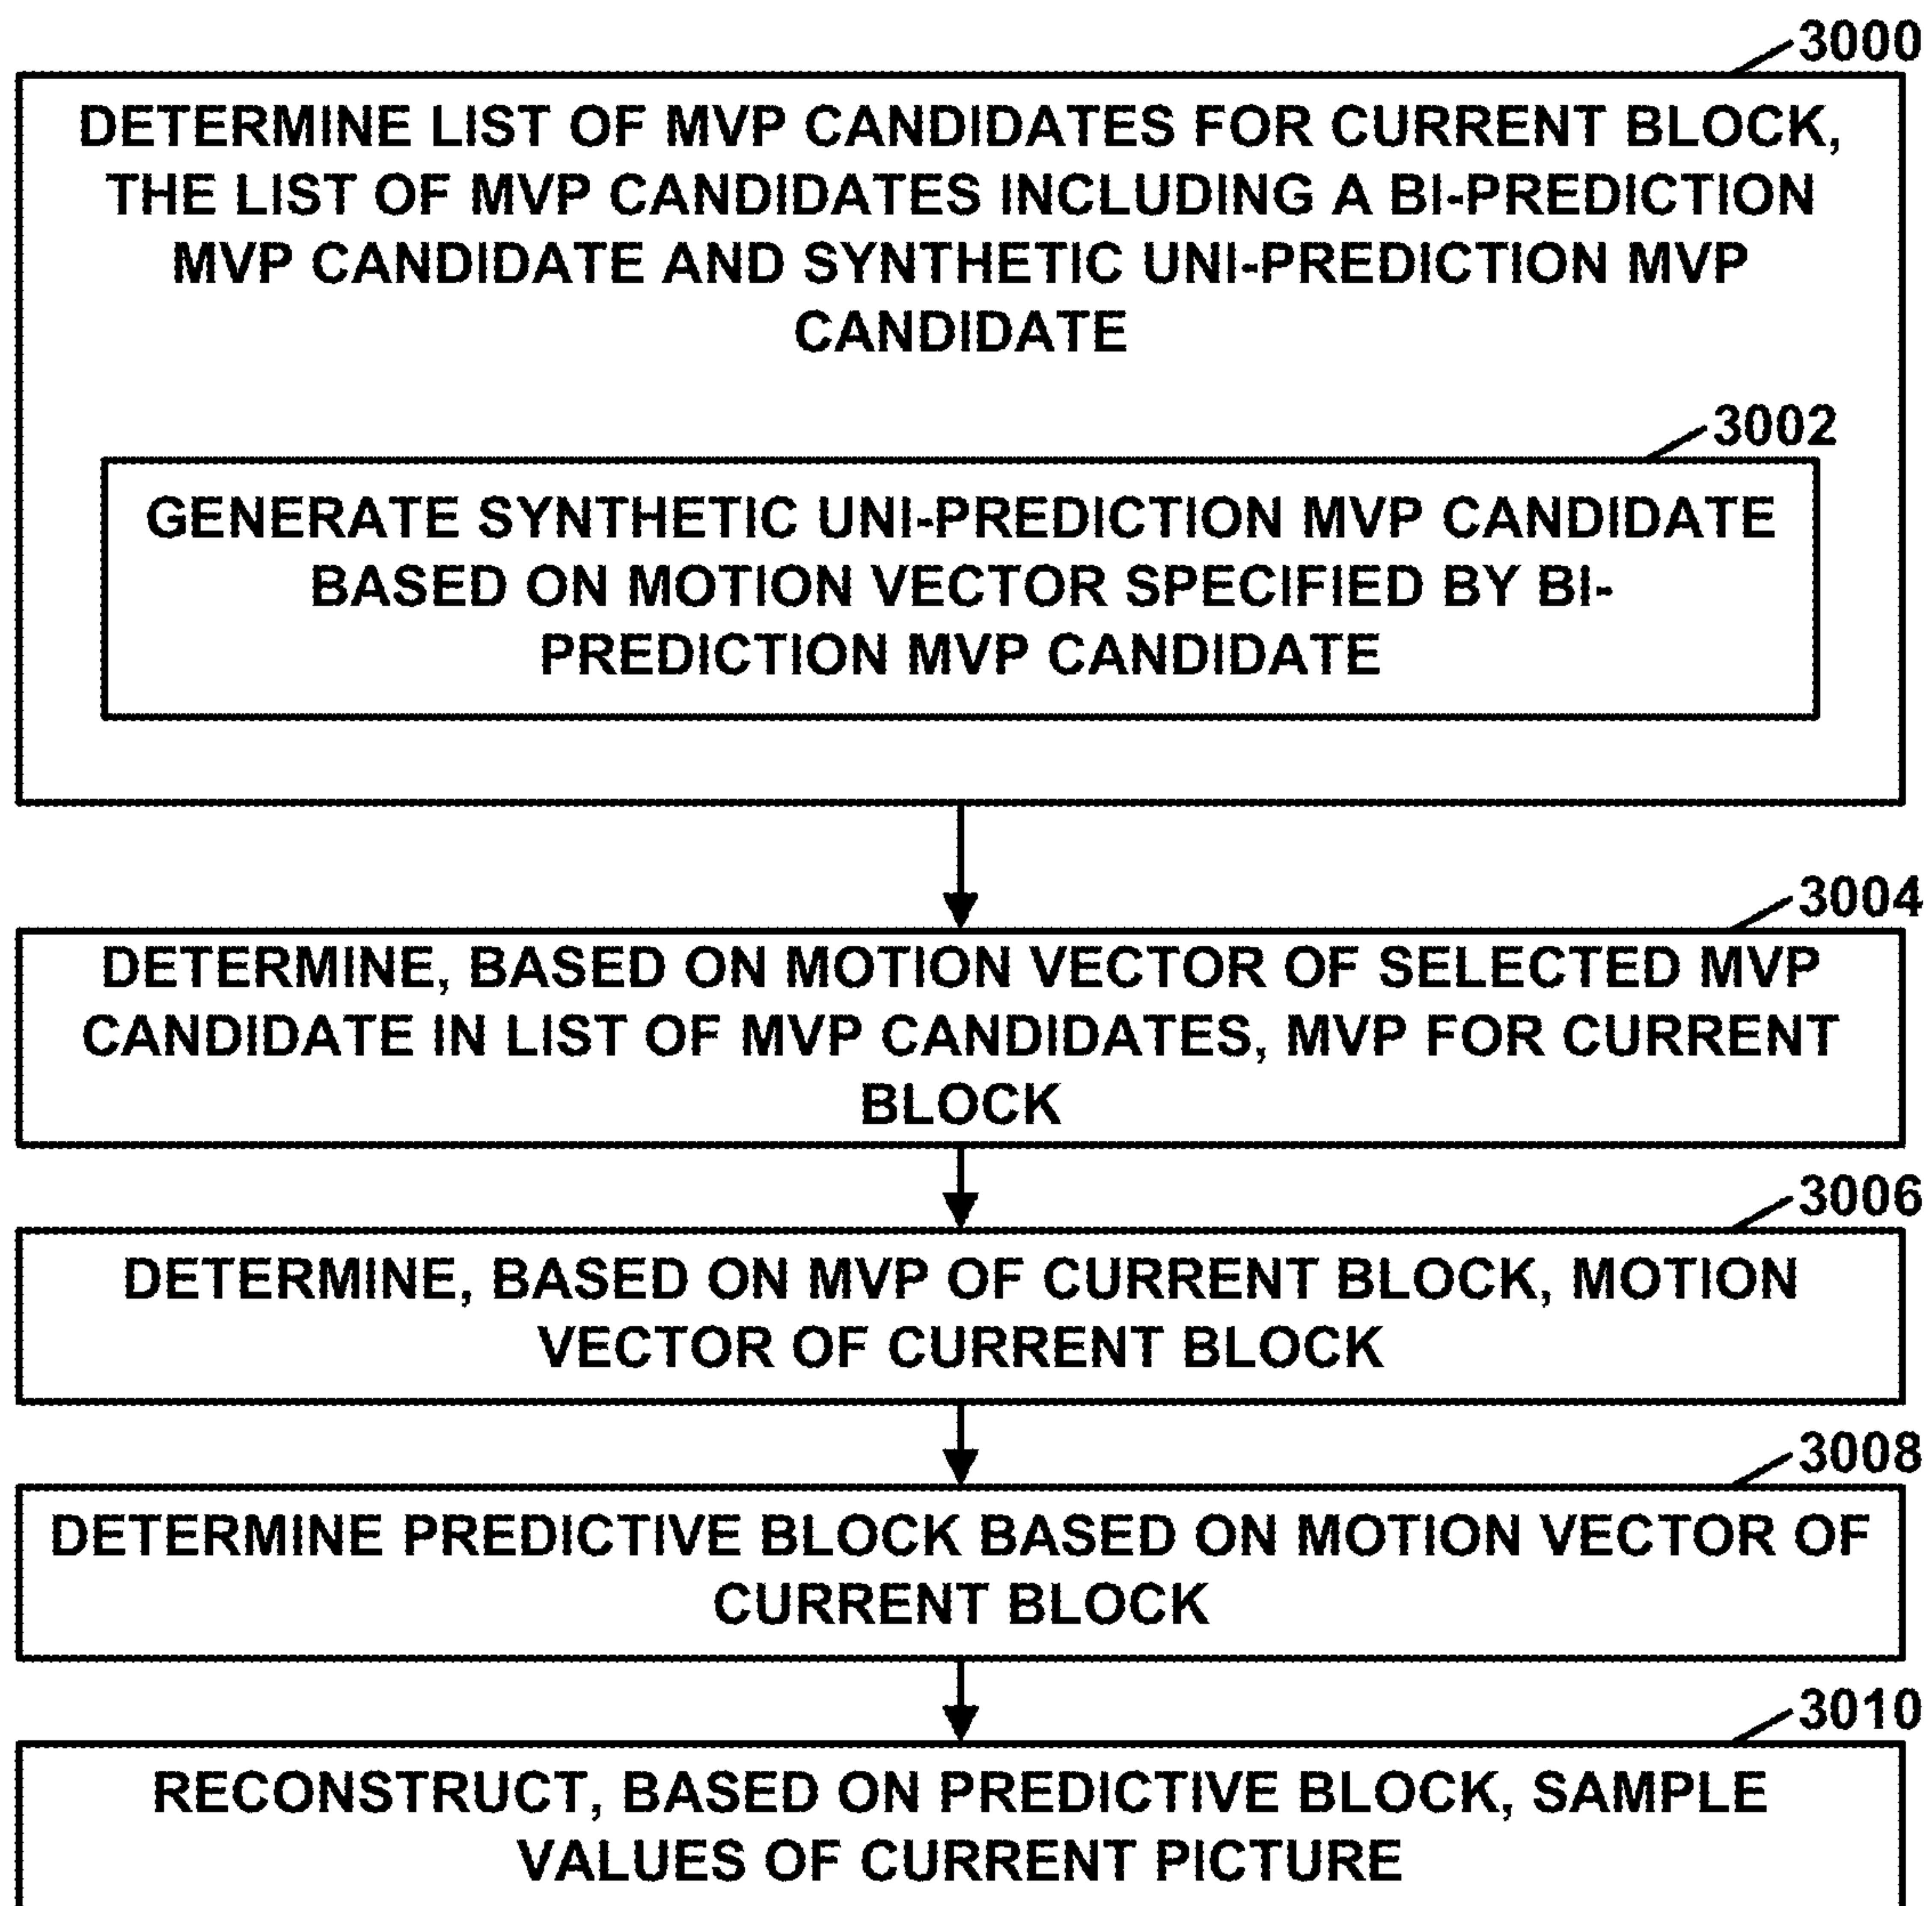 3000
DETERMINE LIST OF MVP CANDIDATES FOR CURRENT BLOCK,
THE LIST OF MVP CANDIDATES INCLUDING A BI-PREDICTION
MVP CANDIDATE AND SYNTHETIC UNI-PREDICTION MVP
CANDIDATE
3002
GENERATE SYNTHETIC UNI-PREDICTION MVP CANDIDATE
BASED ON MOTION VECTOR SPECIFIED BY BI-
PREDICTION MVP CANDIDATE
3004
DETERMINE, BASED ON MOTION VECTOR OF SELECTED MVP
CANDIDATE IN LIST OF MVP CANDIDATES, MVP FOR CURRENT
BLOCK
3006
DETERMINE, BASED ON MVP OF CURRENT BLOCK, MOTION
VECTOR OF CURRENT BLOCK
3008
DETERMINE PREDICTIVE BLOCK BASED ON MOTION VECTOR OF
CURRENT BLOCK
3010
RECONSTRUCT, BASED ON PREDICTIVE BLOCK, SAMPLE
VALUES OF CURRENT PICTURE